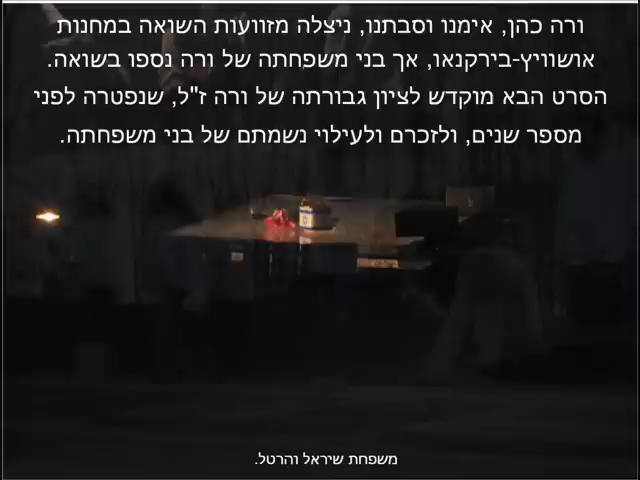 ורה כהן, אימנו וסבתנו, ניצלה מזוועות השואה במחנות
אושוויץ-בירקנאו, אך בני משפחתה של ורה נספו בשואה.
הסרט הבא מוקדש לציון גבורתה של ורה ז"ל, שנפטרה לפני
מספר שנים, ולזכרם ולעילוי נשמתם של בני משפחתה.
משפחת שיראל והרטל.